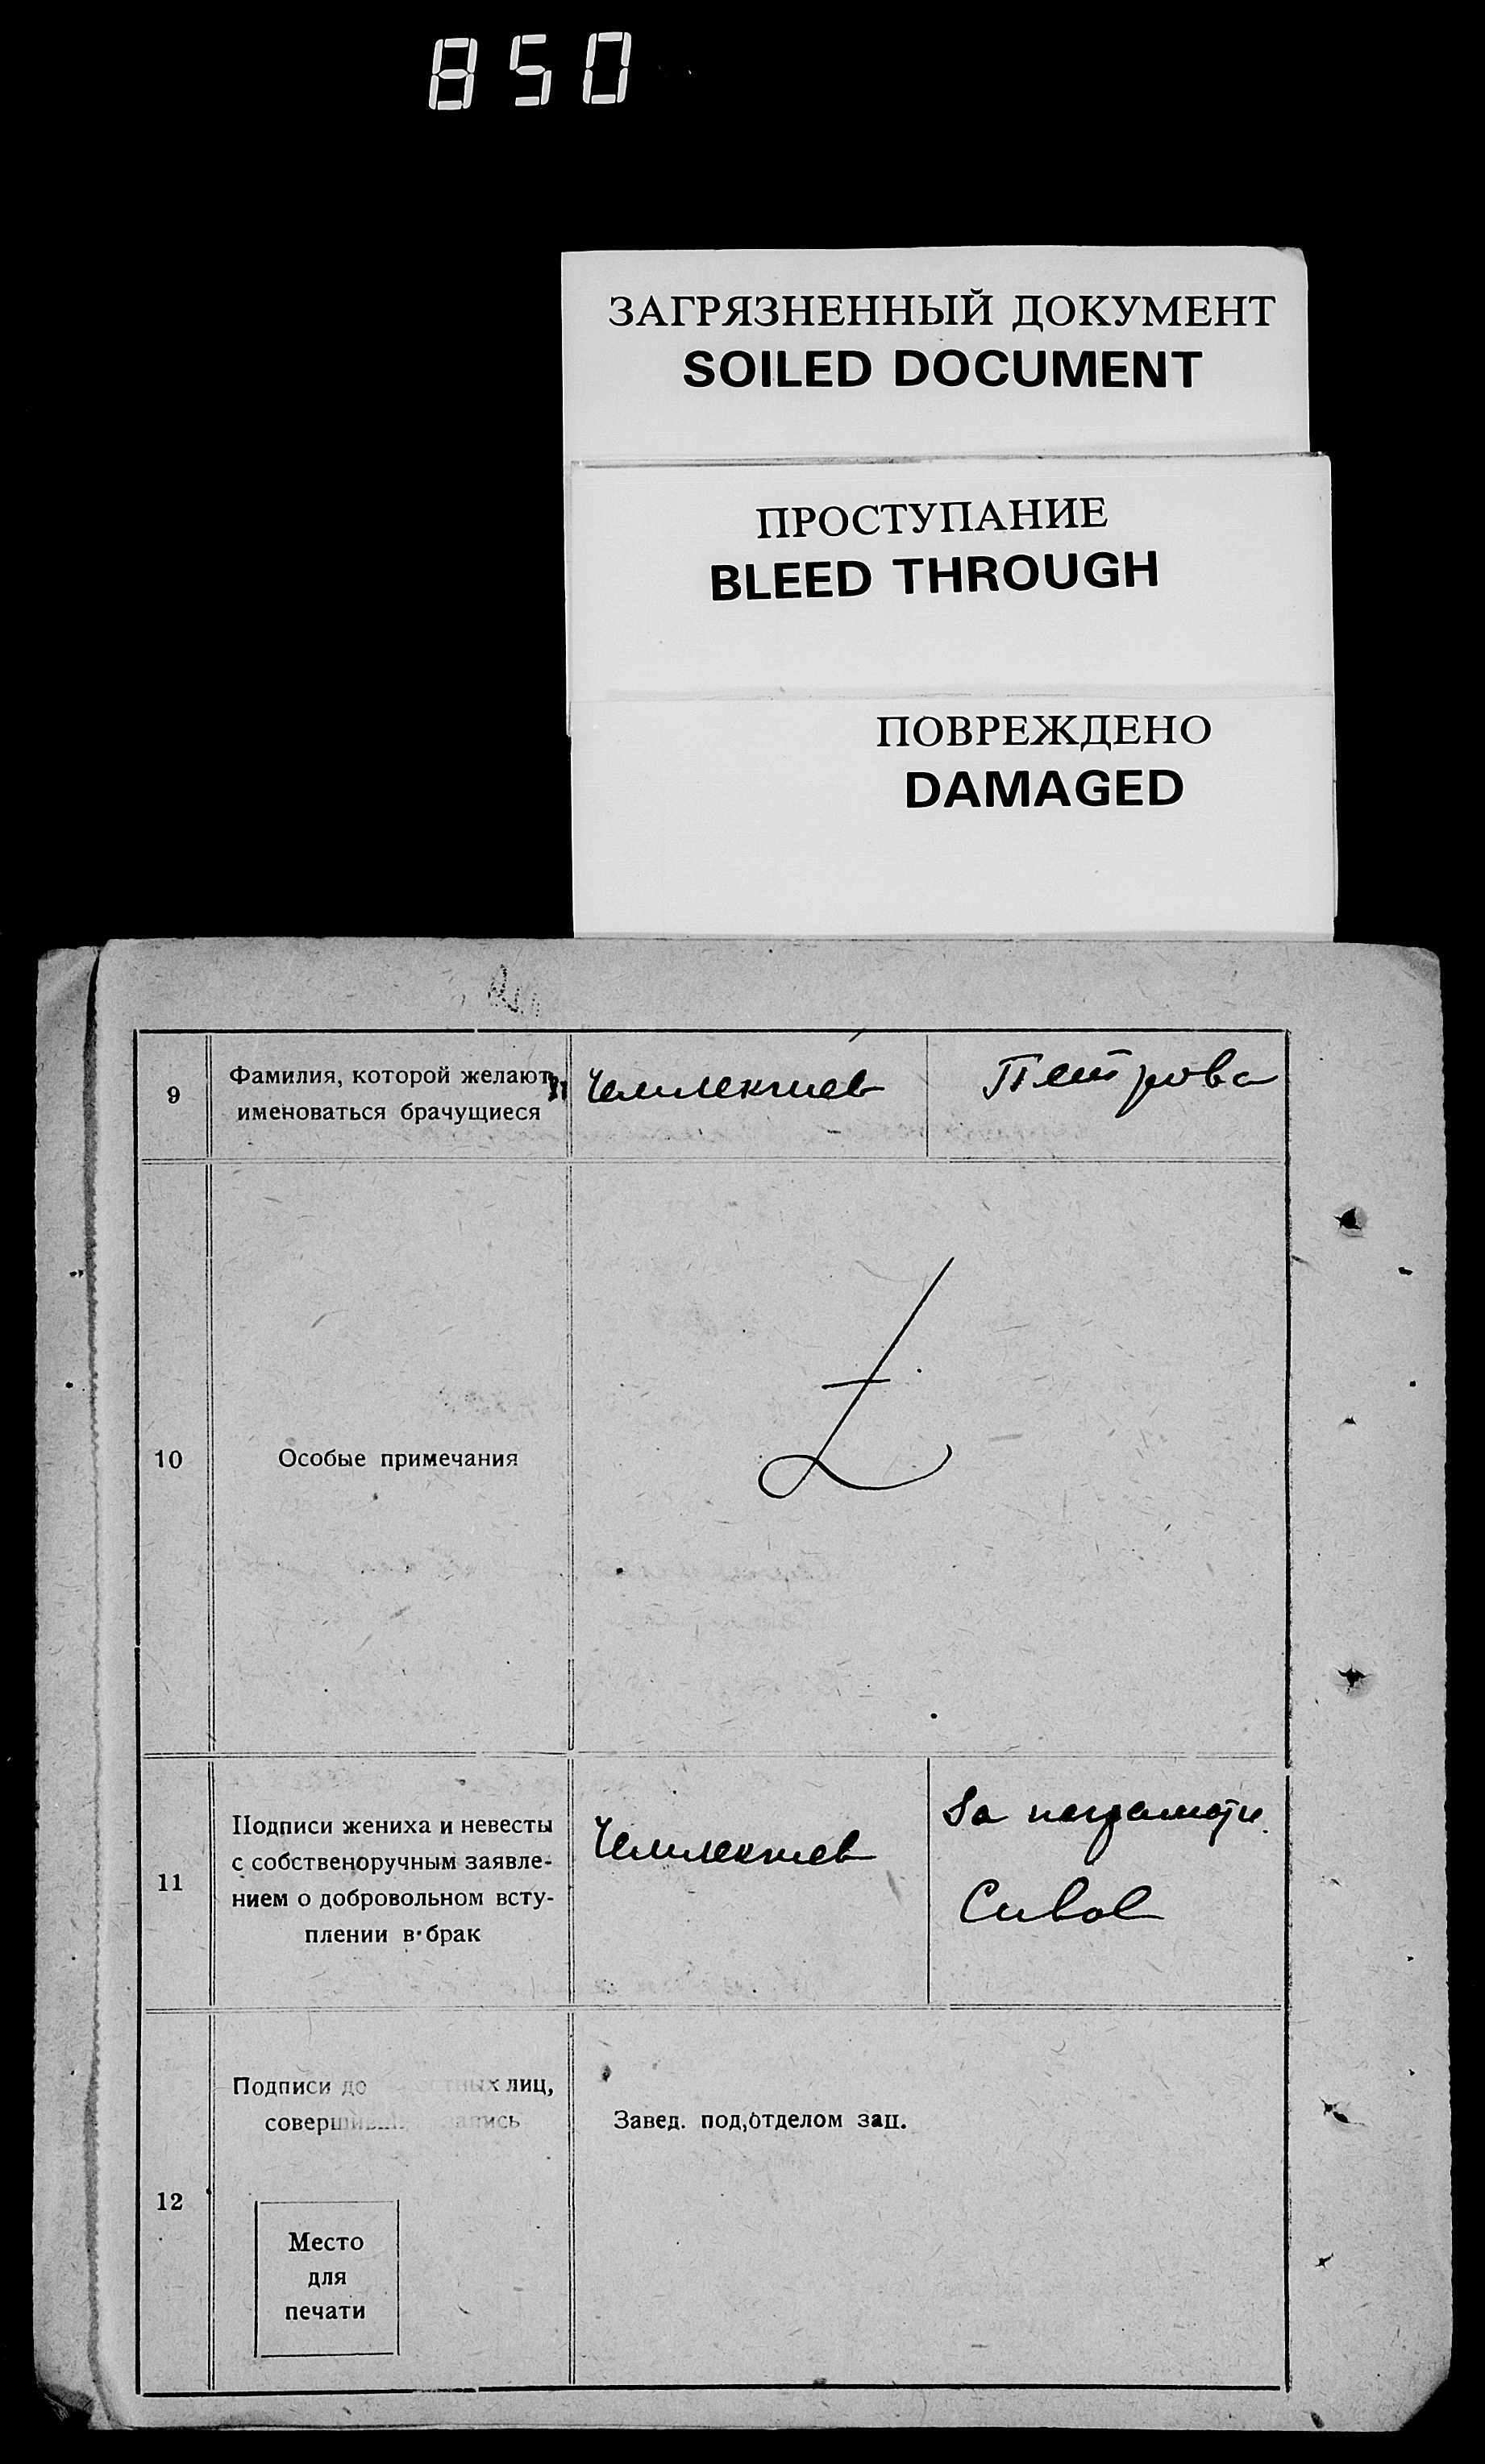 850
ЗАГРЯЗНЕННЫЙ ДОКУМЕНТ
SOILED DOCUMENT
ПРОСТУПАНИЕ
BLEED THROUGH
ПОВРЕЖДЕНО
DAMAGED
9
Фамилия, которой желают
именоваться брачущиеся
Петрова
10
Особые примечания
11
Подписи жениха и невесты
с собственоручным заявле-
нием о добровольном всту-
плении в брак
За
12
Подписи лиц,
Завед. под,отделом зап.
Место
для
печати